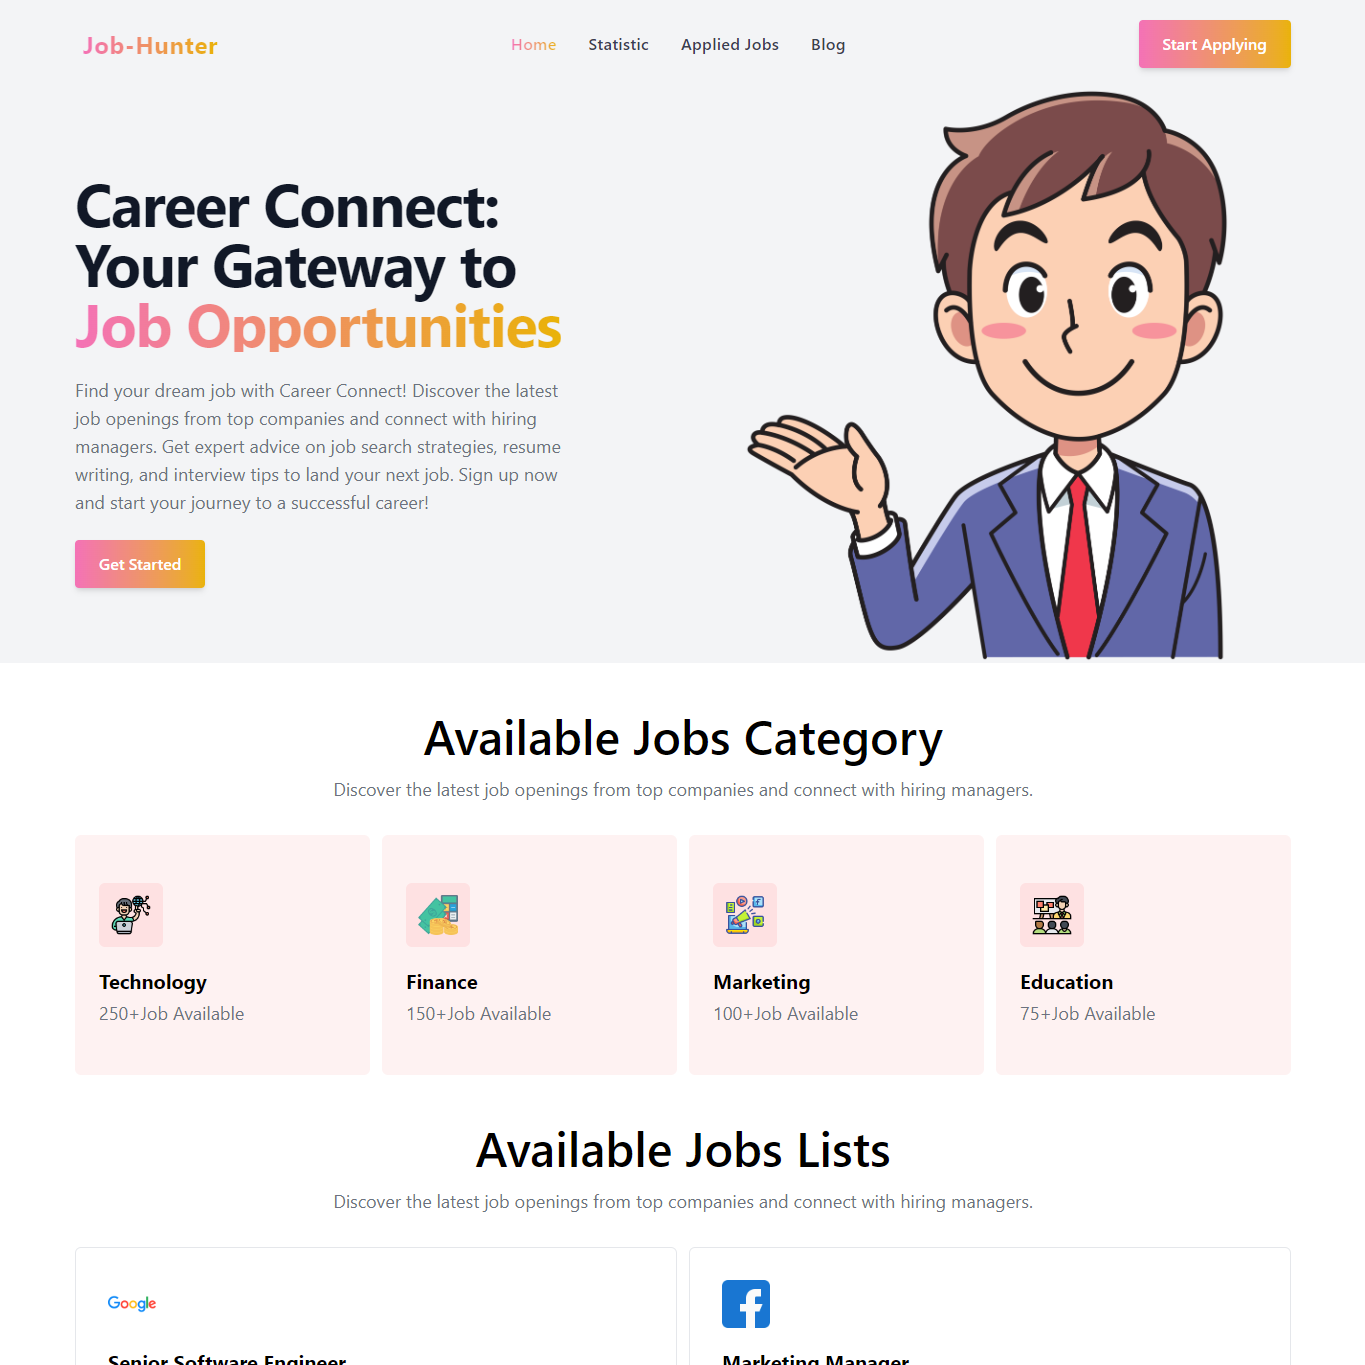 Job-Hunter
Home
Statistic
Applied Jobs
Blog
Start Applying
Career Connect:
Your Gateway to
Job Opportunities
Find your dream job with Career Connect! Discover the latest
job openings from top companies and connect with hiring
managers. Get expert advice on job search strategies, resume
writing, and interview tips to land your next job. Sign up now
and start your journey to a successful career!
Get Started
Available Jobs Category
Discover the latest job openings from top companies and connect with hiring managers.
Technology
250+Job Available
Finance
150+Job Available
Marketing
100+Job Available
Education
75+Job Available
Available Jobs Lists
Discover the latest job openings from top companies and connect with hiring managers.
Google
Senior Software Engineer
Marketing Manager